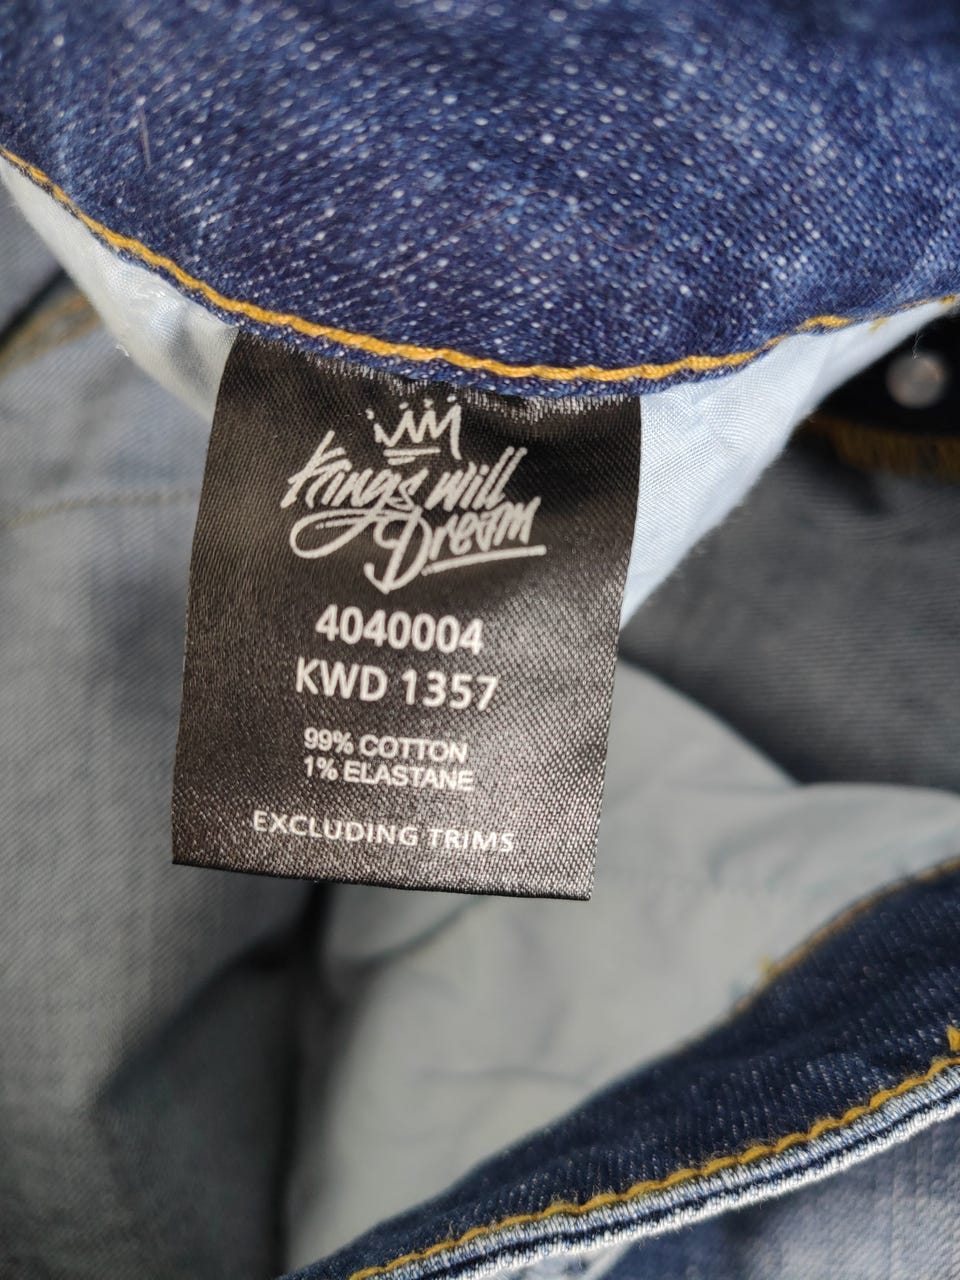 Kings Will
Dream
4040004
KWD 1357
99% COTTON
1% ELASTANE
EXCLUDING TRIMS